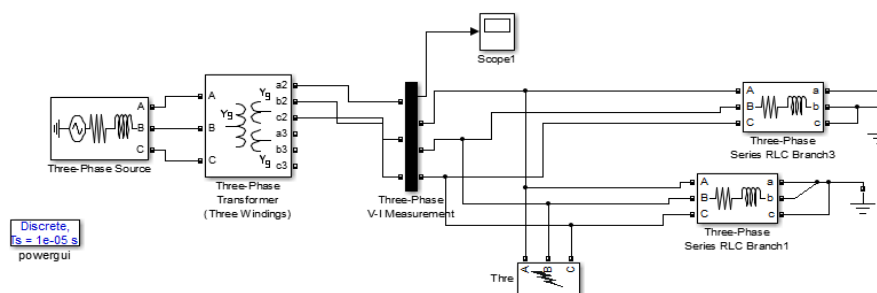 Scope1
A
B
C
Three-Phase Source
A
B
C
Yg
Yg
Yg
a2
b2
c2
a3
b3
c3
Three-Phase
Transformer
(Three Windings)
Three-Phase
V-I Measurement
A
B
C
a
b
c
Three-Phase
Series RLC Branch3
A
B
C
a
b
c
Three-Phase
Series RLC Branch1
Discrete,
Ts = 1e-05 s
powergui
A
B
C
Thre